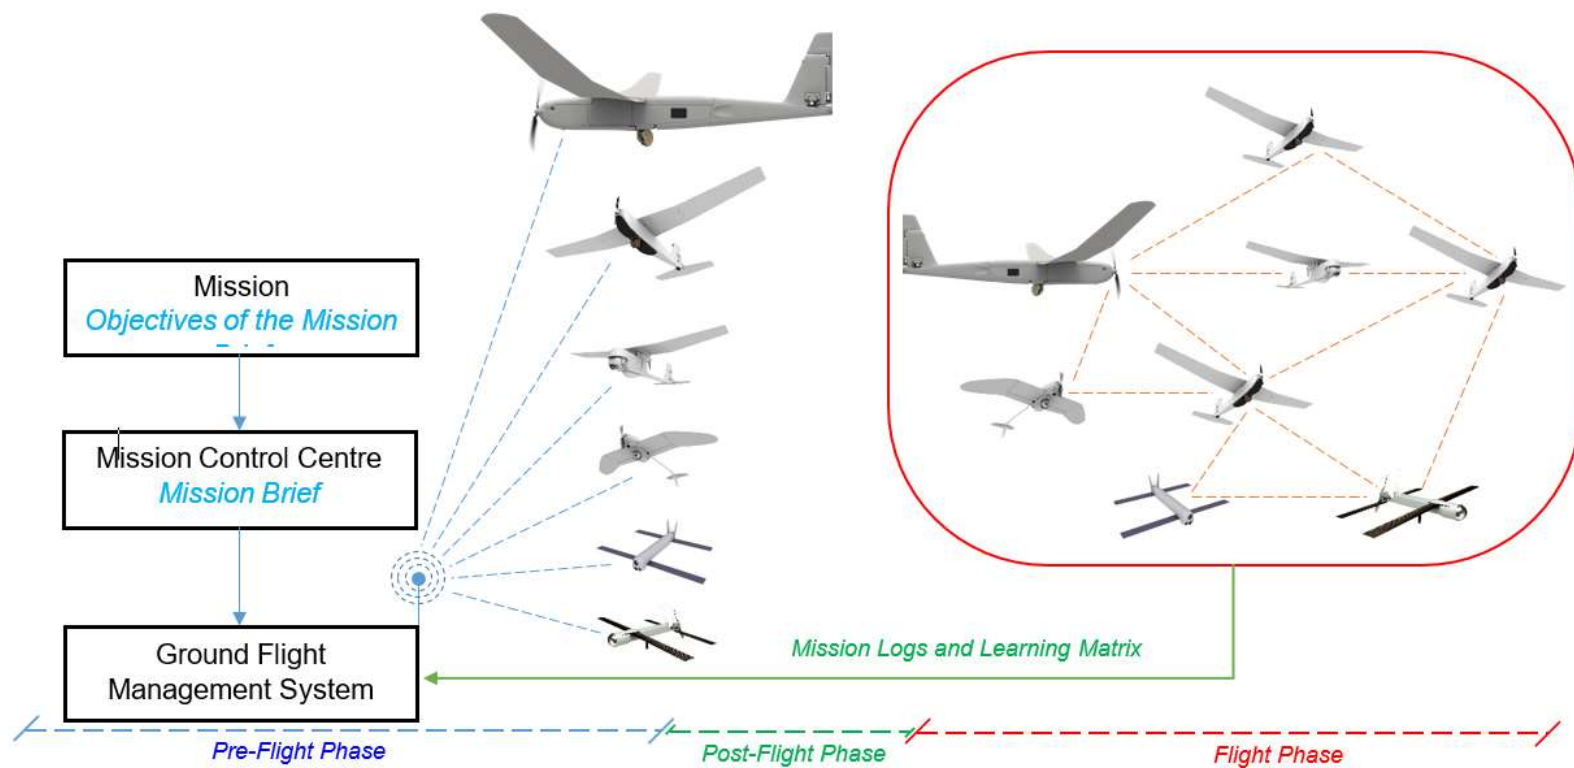 Mission
Objectives of the Mission
Mission Control Centre
Mission Brief
Ground Flight
Management System
Mission Logs and Learning Matrix
Pre-Flight Phase
Post-Flight Phase
Flight Phase